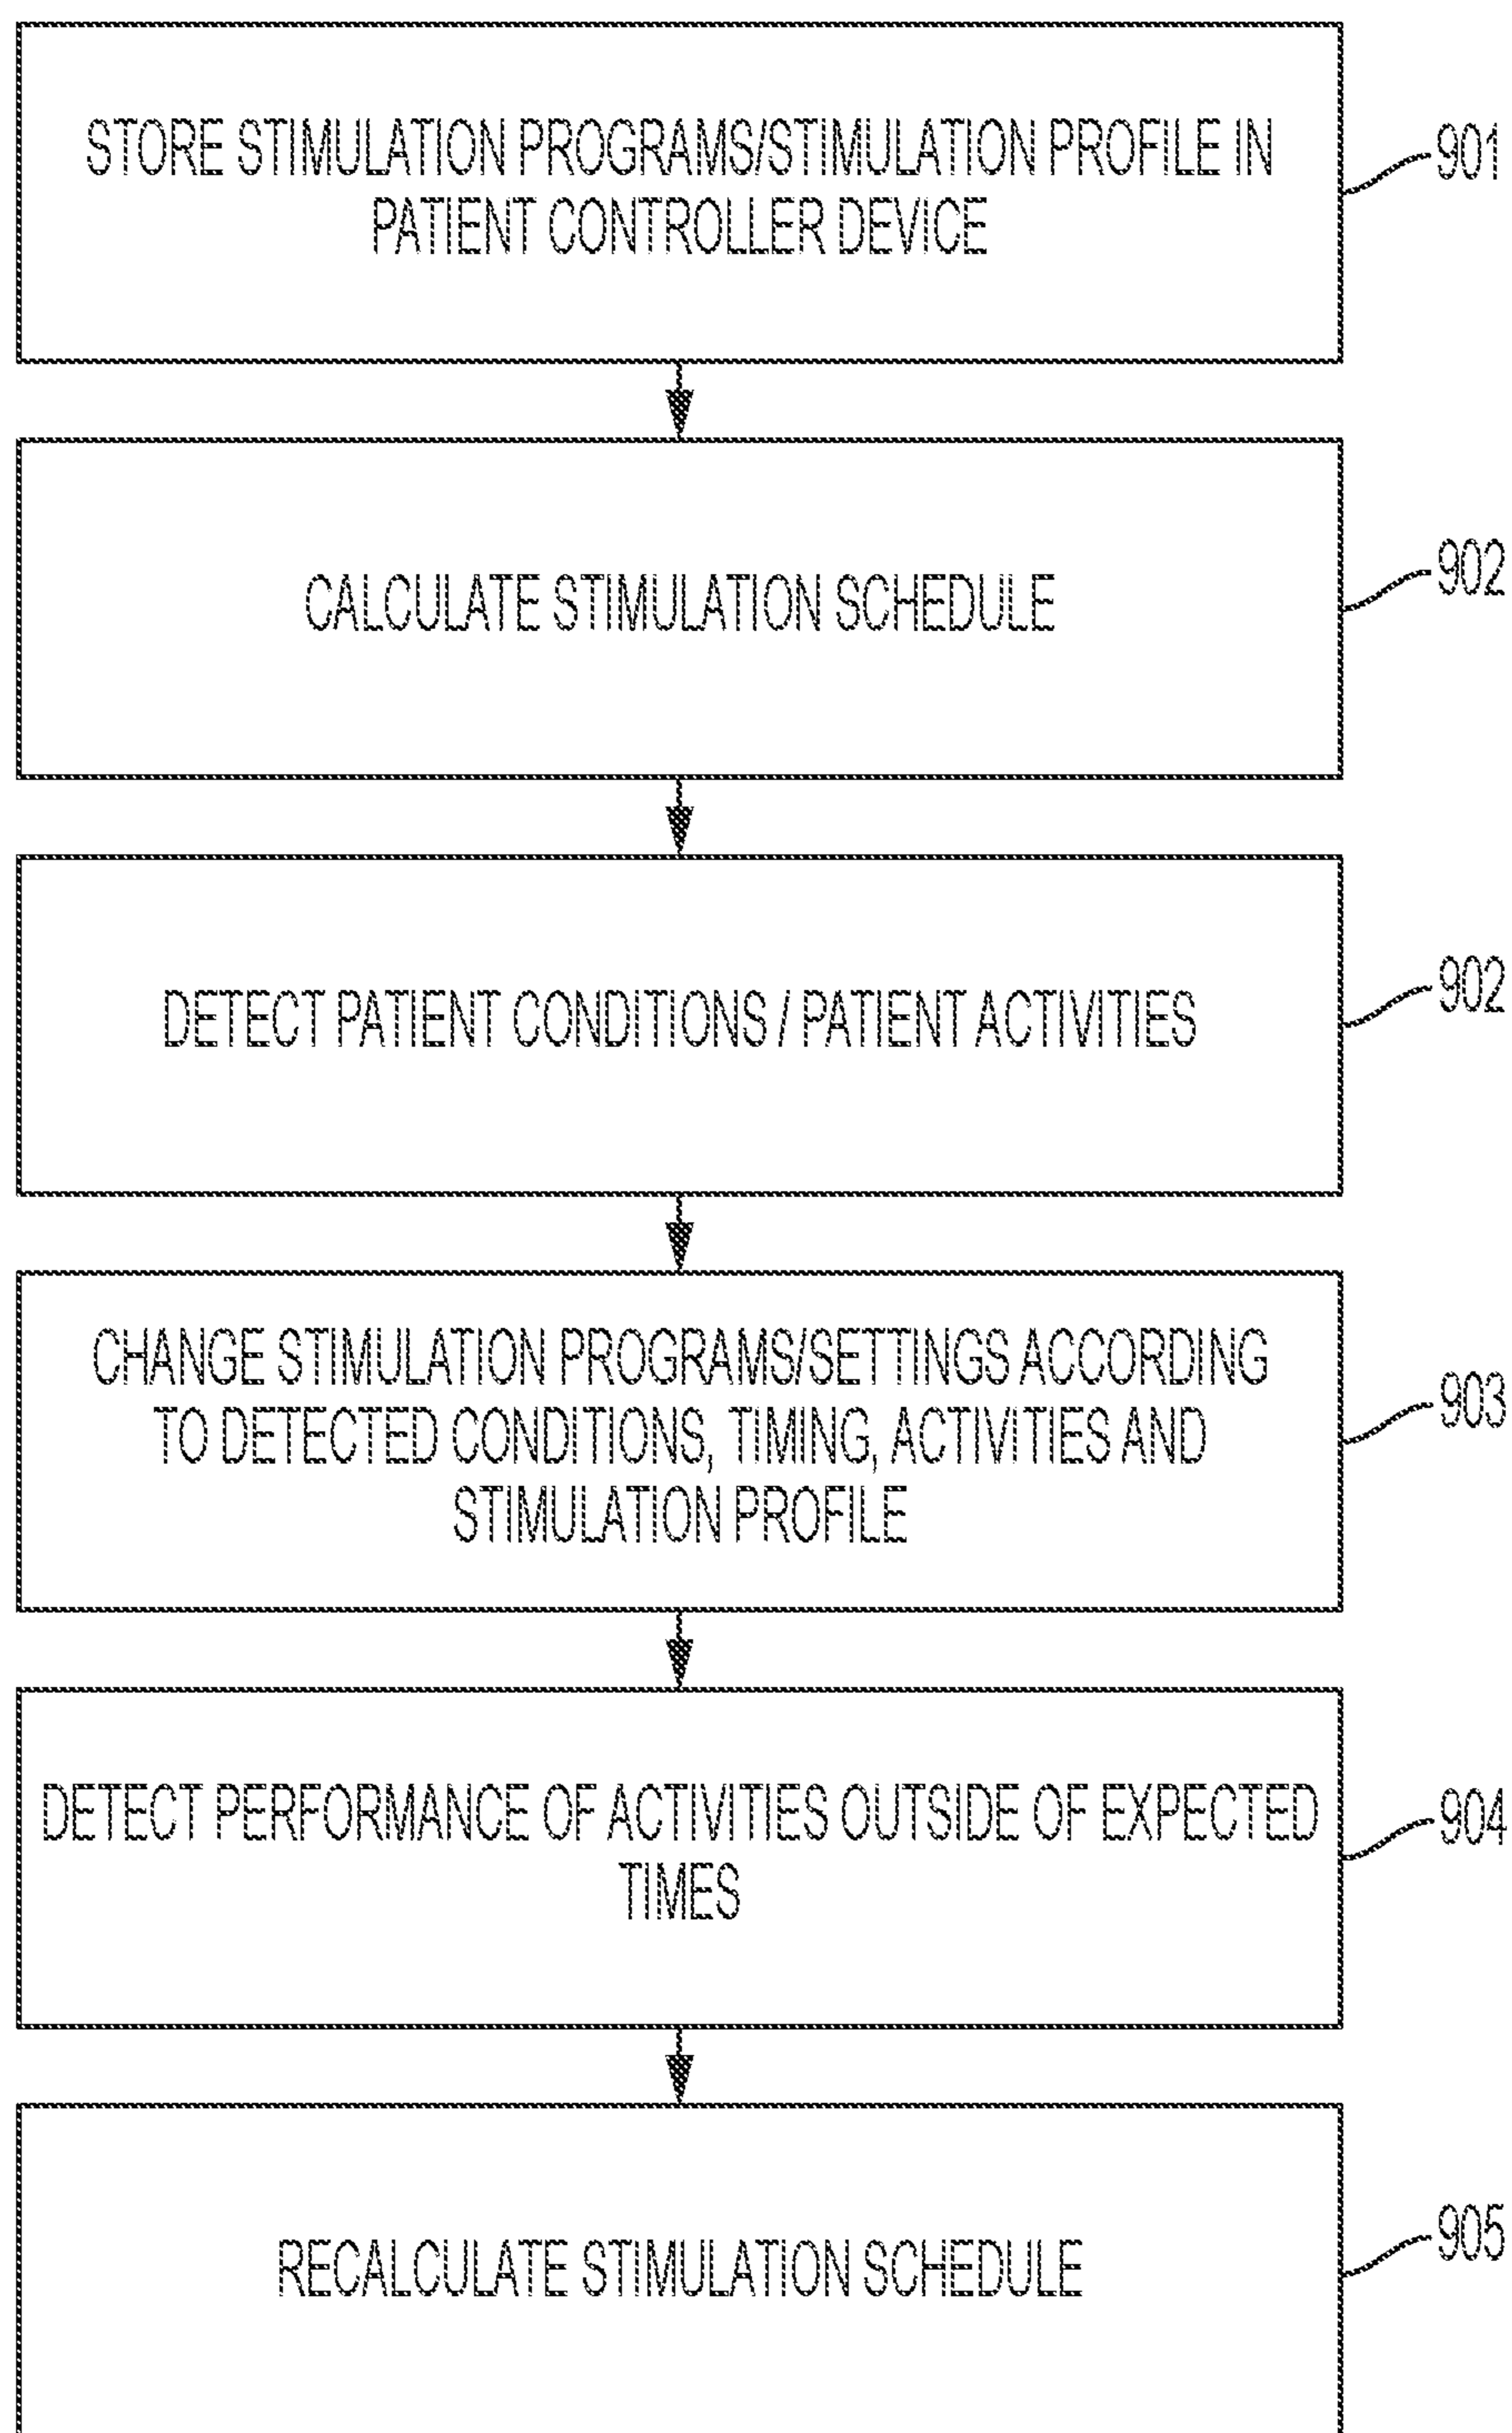 STORE STIMULATION PROGRAMS/STIMULATION PROFILE IN
PATIENT CONTROLLER DEVICE
901
CALCULATE STIMULATION SCHEDULE
902
DETECT PATIENT CONDITIONS / PATIENT ACTIVITIES
902
CHANGE STIMULATION PROGRAMS/SETTINGS ACCORDING
TO DETECTED CONDITIONS, TIMING, ACTIVITIES AND
STIMULATION PROFILE
903
DETECT PERFORMANCE OF ACTIVITIES OUTSIDE OF EXPECTED
TIMES
904
RECALCULATE STIMULATION SCHEDULE
905